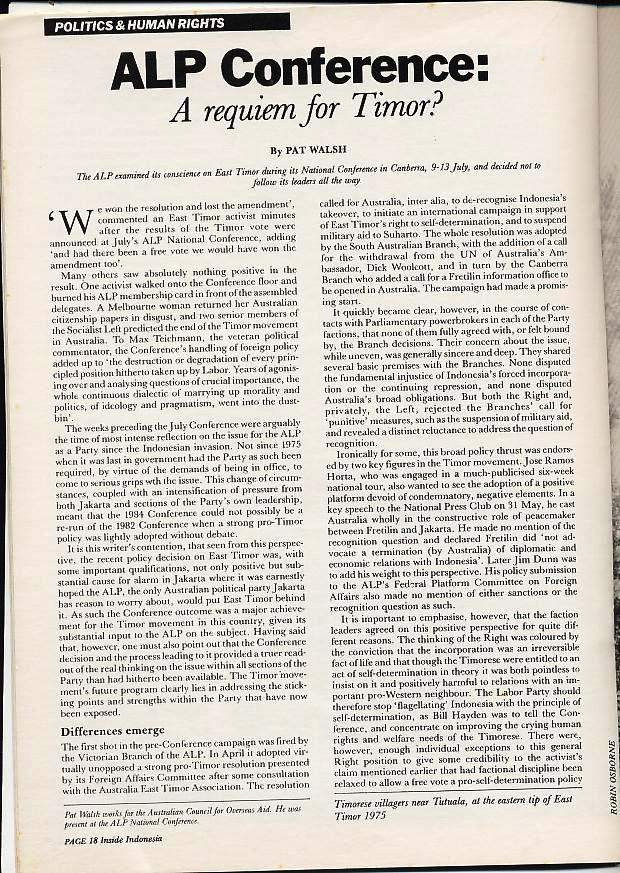 POLITICS & HUMAN RIGHTS
ALP Conference:
A requiem for Timor?
By PAT WALSH
The ALP examined its conscience on East Timor during its National Conference in Canberra, 9-13 July, and decided not to
follow its leaders all the way
'We won the resolution and lost the amendment',
commented an East Timor activist minutes
after the results of the Timor vote were
announced at July's ALP National Conference, adding
'and had there been a free vote we would have won the
amendment too'.
Many others saw absolutely nothing positive in the
result. One activist walked onto the Conference floor and
burned his ALP membership card in front of the assembled
delegates. A Melbourne woman returned her Australian
citizenship papers in disgust, and two senior members of
the Socialist Left predicted the end of the Timor movement
in Australia. To Max Teichmann, the veteran political
commentator, the Conference's handling of foreign policy
added up to 'the destruction or degradation of every prin-
cipled position hitherto taken up by Labor. Years of agonis-
ing over and analysing questions of crucial importance, the
whole continuous dialectic of marrying up morality and
politics, of ideology and pragmatism, went into the dust-
bin'.
The weeks preceding the July Conference were arguably
the time of most intense reflection on the issue for the ALP
as a Party since the Indonesian invasion. Not since 1975
when it was last in government had the Party as such been
required, by virtue of the demands of being in office, to
come to serious grips wth the issue. This change of circum-
stances, coupled with an intensification of pressure from
both Jakarta and sections of the Party's own leadership,
meant that the 1984 Conference could not possibly be a
re-run of the 1982 Conference when a strong pro-Timor
policy was lightly adopted without debate.
It is this writer's contention, that seen from this perspec-
tive, the recent policy decision on East Timor was, with
some important qualifications, not only positive but sub-
stantial cause for alarm in Jakarta where it was earnestly
hoped the ALP, the only Australian political party Jakarta
has reason to worry about, would put East Timor behind
it. As such the Conference outcome was a major achieve-
ment for the Timor movement in this country, given its
substantial input to the ALP on the subject. Having said
that, however, one must also point out that the Conference
decision and the process leading to it provided a truer read-
out of the real thinking on the issue within all sections of the
Party than had hitherto been available. The Timor move-
ment's future program clearly lies in addressing the stick-
ing points and strengths within the Party that have now
been exposed.
Differences emerge
The first shot in the pre-Conference campaign was fired by
the Victorian Branch of the ALP. In April it adopted vir-
tually unopposed a strong pro-Timor resolution presented
by its Foreign Affairs Committee after some consultation
with the Australia East Timor Association. The resolution
Pat Walsh works for the Australian Council for Overseas Aid. He was
present at the ALP National Conference.
PAGE 18 Inside Indonesia
called for Australia, inter alia, to de-recognise Indonesia's
takeover, to initiate an international campaign in support
of East Timor's right to self-determination, and to suspend
military aid to Suharto. The whole resolution was adopted
by the South Australian Branch, with the addition of a call
for the withdrawal from the UN of Australia's Am-
bassador, Dick Woolcott, and in turn by the Canberra
Branch who added a call for a Fretilin information office to
be opened in Australia. The campaign had made a promis-
ing start.
It quickly became clear, however, in the course of con-
tacts with Parliamentary powerbrokers in each of the Party
factions, that none of them fully agreed with, or felt bound
by, the Branch decisions. Their concern about the issue,
while uneven, was generally sincere and deep. They shared
several basic premises with the Branches. None disputed
the fundamental injustice of Indonesia's forced incorpora-
tion or the continuing repression, and none disputed
Australia's broad obligations. But both the Right and,
privately, the Left, rejected the Branches' call for
'punitive' measures, such as the suspension of military aid,
and revealed a distinct reluctance to address the question of
recognition.
Ironically for some, this broad policy thrust was endors-
ed by two key figures in the Timor movement. Jose Ramos
Horta, who was engaged in a much-publicised six-week
national tour, also wanted to see the adoption of a positive
platform devoid of condemnatory, negative elements. In a
key speech to the National Press Club on 31 May, he cast
Australia wholly in the constructive role of peacemaker
between Fretilin and Jakarta. He made no mention of the
recognition question and declared Fretilin did 'not ad-
vocate a termination (by Australia) of diplomatic and
economic relations with Indonesia'. Later Jim Dunn was
to add his weight to this perspective. His policy submission
to the ALP's Federal Platform Committee on Foreign
Affairs also made no mention of either sanctions or the
recognition question as such.
It is important to emphasise, however, that the faction
leaders agreed on this positive perspective for quite dif-
ferent reasons. The thinking of the Right was coloured by
the conviction that the incorporation was an irreversible
fact of life and that though the Timorese were entitled to an
act of self-determination in theory it was both pointless to
insist on it and positively harmful to relations with an im-
portant pro-Western neighbour. The Labor Party should
therefore stop 'flagellating' Indonesia with the principle of
self-determination, as Bill Hayden was to tell the Con-
ference, and concentrate on improving the crying human
rights and welfare needs of the Timorese. There were,
however, enough individual exceptions to this general
Right position to give some credibility to the activist's
claim mentioned earlier that had factional discipline been
relaxed to allow a free vote a pro-self-determination policy
Timorese villagers near Tutuala, at the eastern tip of East
Timor 1975
ROBIN OSBORNE